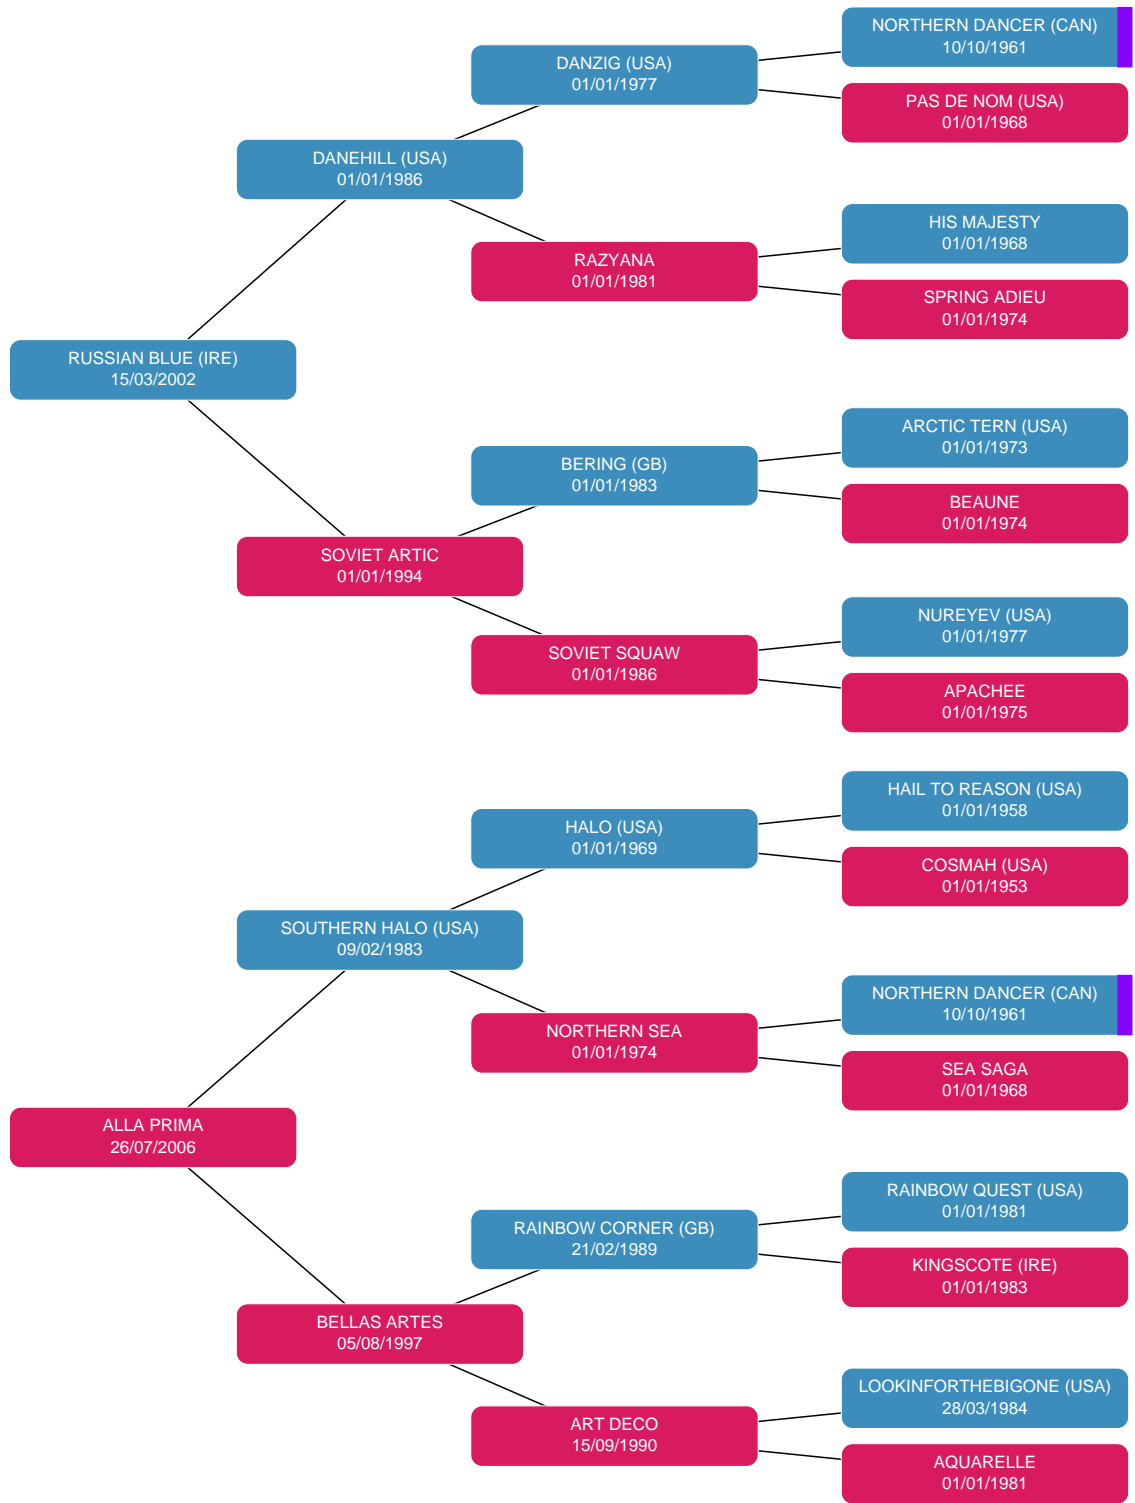 NORTHERN DANCER (CAN)
10/10/1961
DANZIG (USA)
01/01/1977
PAS DE NOM (USA)
01/01/1968
DANEHILL (USA)
01/01/1986
HIS MAJESTY
01/01/1968
RAZYANA
01/01/1981
SPRING ADIEU
01/01/1974
RUSSIAN BLUE (IRE)
15/03/2002
ARCTIC TERN (USA)
01/01/1973
BERING (GB)
01/01/1983
BEAUNE
01/01/1974
SOVIET ARTIC
01/01/1994
NUREYEV (USA)
01/01/1977
SOVIET SQUAW
01/01/1986
APACHEE
01/01/1975
HAIL TO REASON (USA)
01/01/1958
HALO (USA)
01/01/1969
COSMAH (USA)
01/01/1953
SOUTHERN HALO (USA)
09/02/1983
NORTHERN DANCER (CAN)
10/10/1961
NORTHERN SEA
01/01/1974
SEA SAGA
01/01/1968
ALLA PRIMA
26/07/2006
RAINBOW QUEST (USA)
01/01/1981
RAINBOW CORNER (GB)
21/02/1989
KINGSCOTE (IRE)
01/01/1983
BELLAS ARTES
05/08/1997
LOOKINFORTHEBIGONE (USA)
28/03/1984
ART DECO
15/09/1990
AQUARELLE
01/01/1981